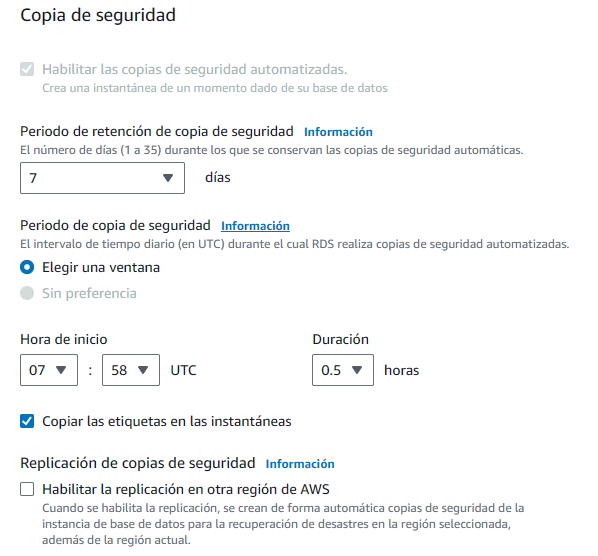 Copia de seguridad
Habilitar las copias de seguridad automatizadas.
Crea una instantánea de un momento dado de su base de datos
Periodo de retención de copia de seguridad Información
El número de días (1 a 35) durante los que se conservan las copias de seguridad automáticas.
7 días
Periodo de copia de seguridad Información
El intervalo de tiempo diario (en UTC) durante el cual RDS realiza copias de seguridad automatizadas.
Elegir una ventana
Sin preferencia
Hora de inicio Duración
07 : 58 UTC 0.5 horas
Copiar las etiquetas en las instantáneas
Replicación de copias de seguridad Información
Habilitar la replicación en otra región de AWS
Cuando se habilita la replicación, se crean de forma automática copias de seguridad de la
instancia de base de datos para la recuperación de desastres en la región seleccionada,
además de la región actual.